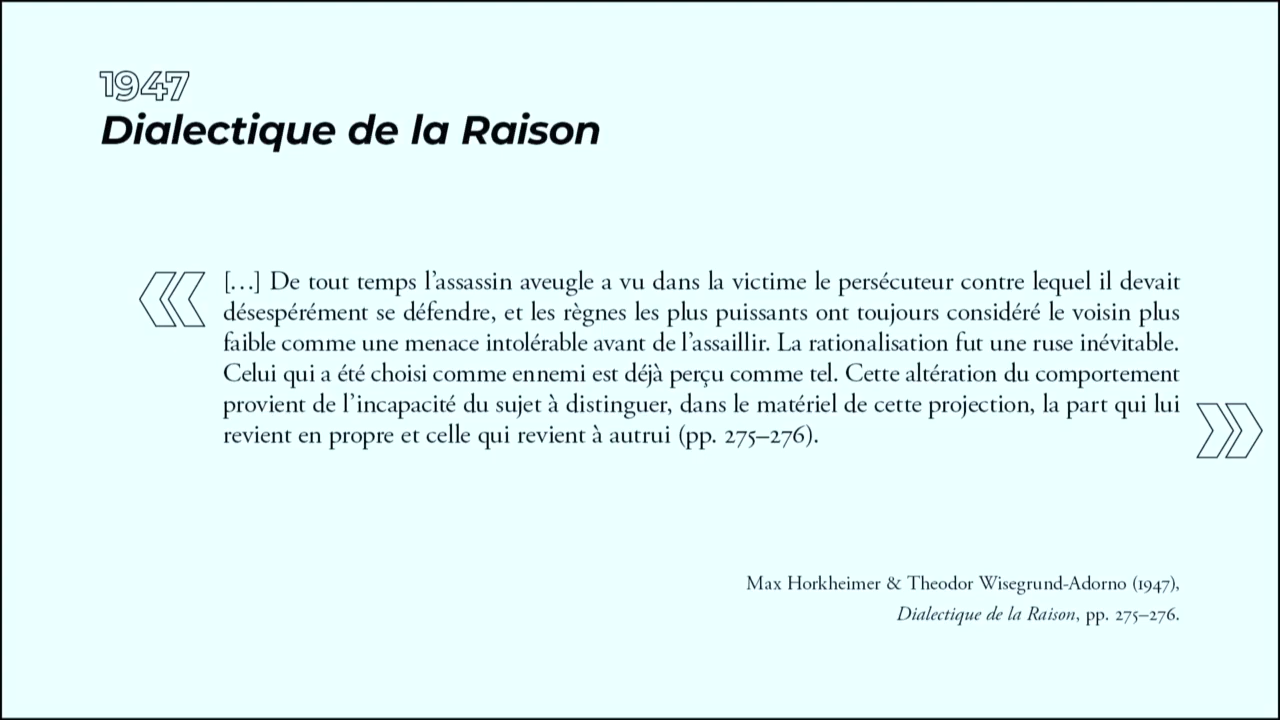 1947
Dialectique de la Raison
« […] De tout temps l’assassin aveugle a vu dans la victime le persécuteur contre lequel il devait
désespérément se défendre, et les règnes les plus puissants ont toujours considéré le voisin plus
faible comme une menace intolérable avant de l’assaillir. La rationalisation fut une ruse inévitable.
Celui qui a été choisi comme ennemi est déjà perçu comme tel. Cette altération du comportement
provient de l’incapacité du sujet à distinguer, dans le matériel de cette projection, la part qui lui
revient en propre et celle qui revient à autrui (pp. 275–276). »
Max Horkheimer & Theodor Wisegrund-Adorno (1947),
Dialectique de la Raison, pp. 275–276.